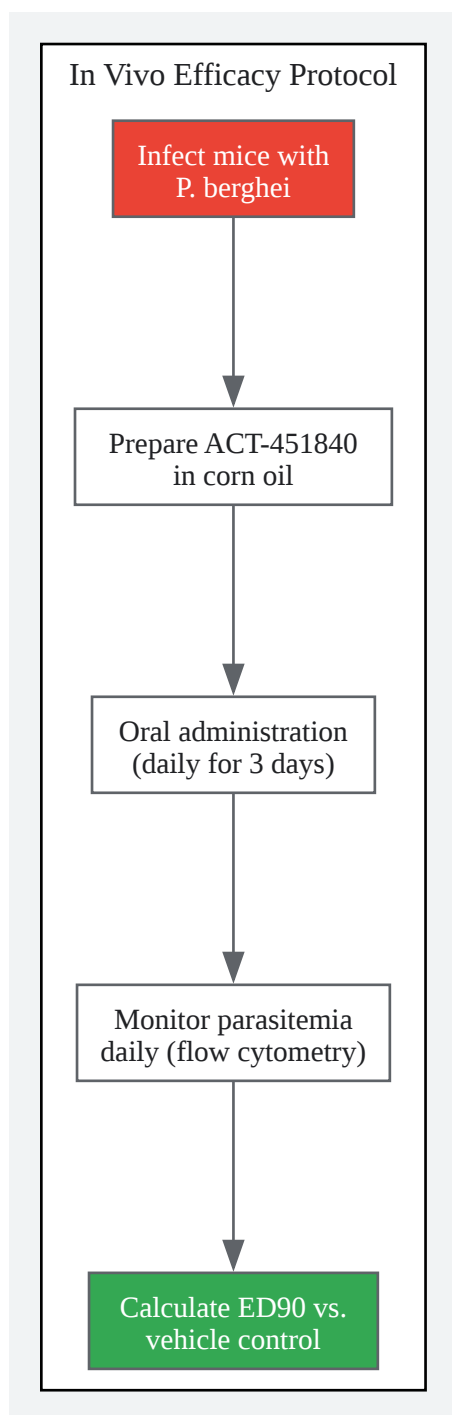 In Vivo Efficacy Protocol
Infect mice with
P. berghei
Prepare ACT-451840
in corn oil
Oral administration
(daily for 3 days)
Monitor parasitemia
daily (flow cytometry)
Calculate ED90 vs.
vehicle control